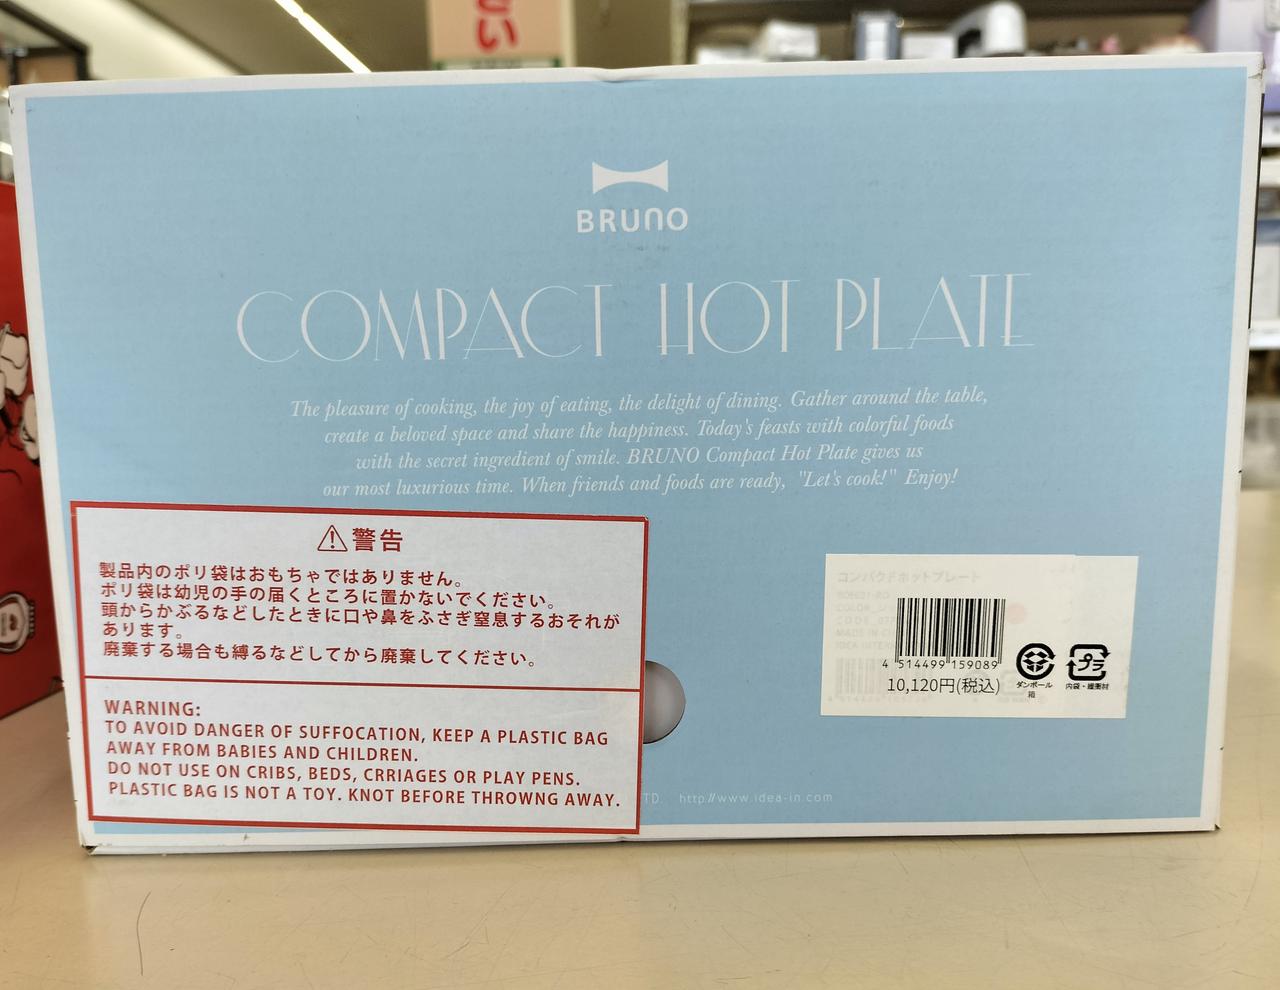 さい
BRUNO
COMPACT HOT PLATE
The pleasure of cooking, the joy of eating, the delight of dining. Gather around the table,
create a beloved space and share the happiness. Today's feasts with colorful foods
with the secret ingredient of smile. BRUNO Compact Hot Plate gives us
our most luxurious time. When friends and foods are ready, "Let's cook!" Enjoy!
⚠警告
製品内のポリ袋はおもちゃではありません。
ポリ袋は幼児の手の届くところに置かないでください。
頭からかぶるなどしたときに口や鼻をふさぎ窒息するおそれが
あります。
廃棄する場合も縛るなどしてから廃棄してください。
WARNING:
TO AVOID DANGER OF SUFFOCATION, KEEP A PLASTIC BAG
AWAY FROM BABIES AND CHILDREN.
DO NOT USE ON CRIBS, BEDS, CRRIAGES OR PLAY PENS.
PLASTIC BAG IS NOT A TOY. KNOT BEFORE THROWNG AWAY.
コンパクトホットプレート
MADE IN
4 514499 159089
10,120円(税込)
ダンボール
箱
プラ
内袋・緩衝材
TD. http://www.idea-in.com